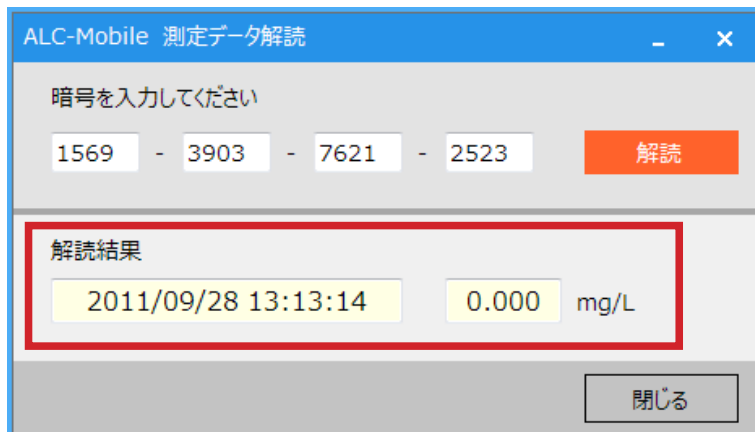 ALC-Mobile 測定データ解読
暗号を入力してください
1569 - 3903 - 7621 - 2523 解読
解読結果
2011/09/28 13:13:14 0.000 mg/L
閉じる